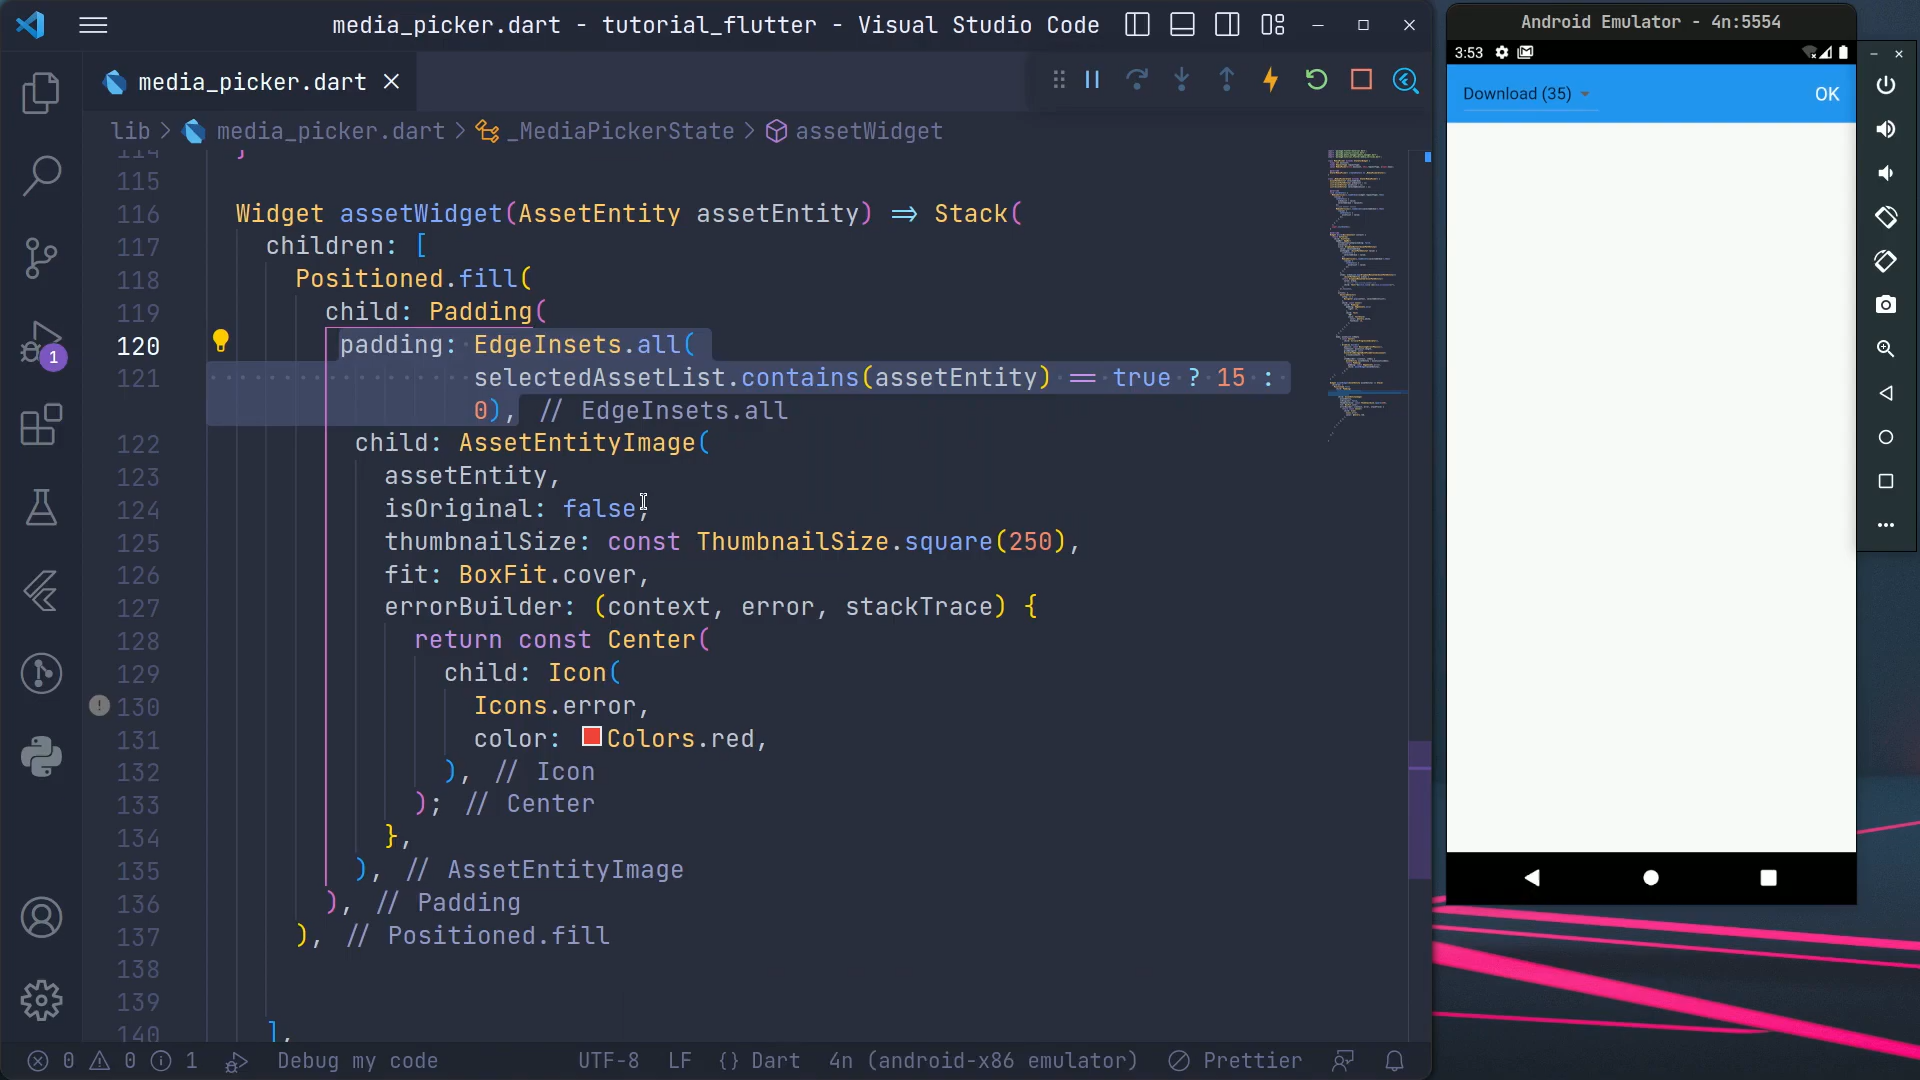 media_picker.dart - tutorial_flutter - Visual Studio Code
media_picker.dart
lib > media_picker.dart > _MediaPickerState > assetWidget
114 }
115
116 Widget assetWidget(AssetEntity assetEntity) => Stack(
117 children: [
118 Positioned.fill(
119 child: Padding(
120 padding: EdgeInsets.all(
121 selectedAssetList.contains(assetEntity) == true ? 15 :
0), // EdgeInsets.all
122 child: AssetEntityImage(
123 assetEntity,
124 isOriginal: false,
125 thumbnailSize: const ThumbnailSize.square(250),
126 fit: BoxFit.cover,
127 errorBuilder: (context, error, stackTrace) {
128 return const Center(
129 child: Icon(
130 Icons.error,
131 color: Colors.red,
132 ), // Icon
133 ); // Center
134 },
135 ), // AssetEntityImage
136 ), // Padding
137 ), // Positioned.fill
138
139
140 ],
1
0 0 1 Debug my code UTF-8 LF {} Dart 4n (android-x86 emulator) Prettier
Android Emulator - 4n:5554
3:53
Download (35) OK